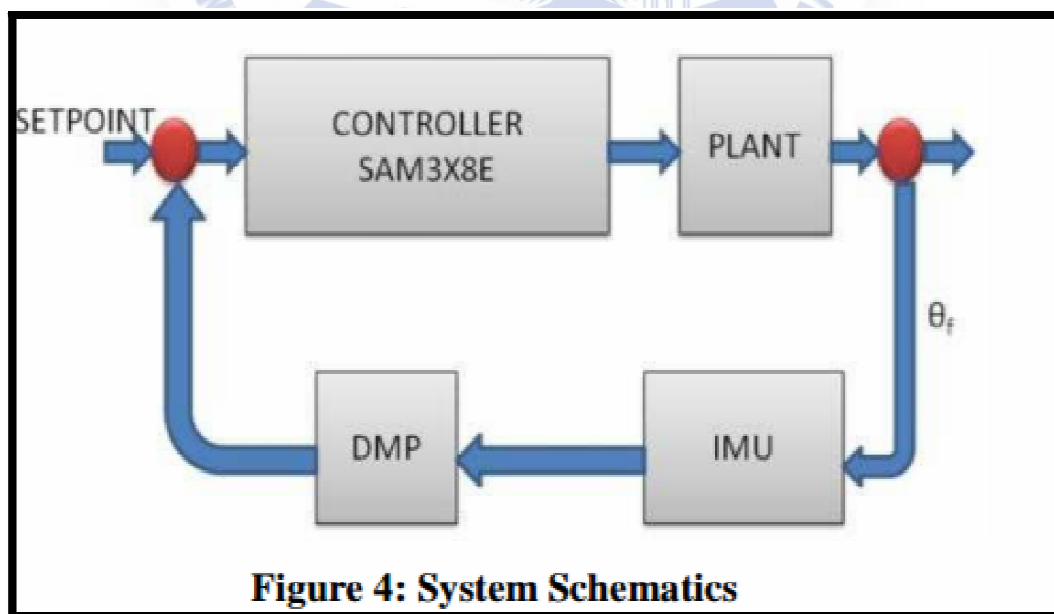 SETPOINT
CONTROLLER
SAM3X8E
PLANT
θf
DMP
IMU
Figure 4: System Schematics